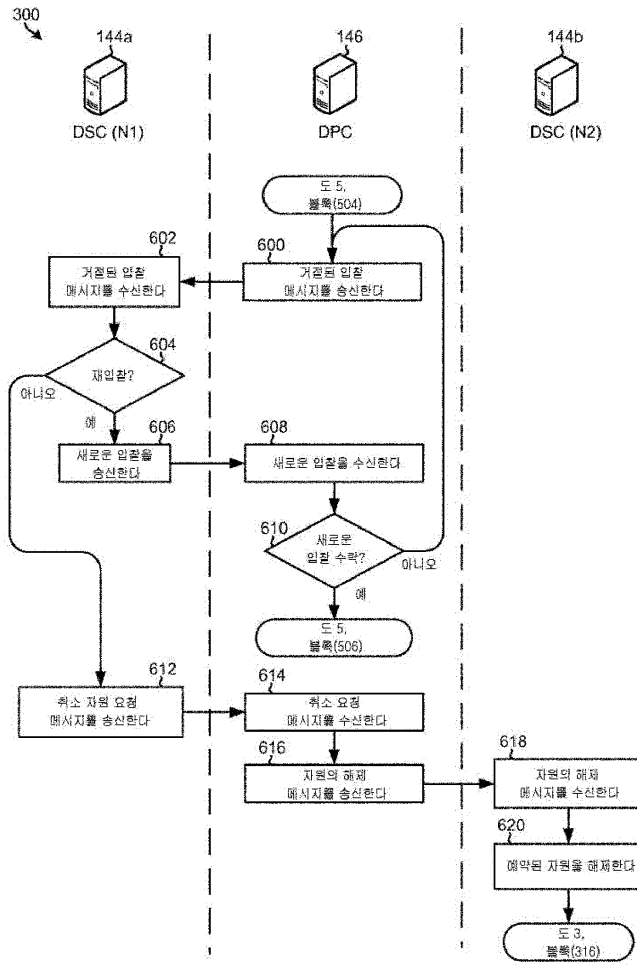 300
144a
146
144b
DSC (N1)
DPC
DSC (N2)
도 5,
블록(504)
602
600
거절된 입찰
메시지를 수신한다
거절된 입찰
메시지를 송신한다
604
재입찰?
아니오
예
606
608
새로운 입찰을
송신한다
새로운 입찰을 수신한다
610
새로운
입찰 수락?
아니오
예
도 5,
블록(506)
612
614
취소 자원 요청
메시지를 송신한다
취소 요청
메시지를 수신한다
616
618
자원의 해제
메시지를 송신한다
자원의 해제
메시지를 수신한다
620
예약된 자원을 해제한다
도 3,
블록(316)